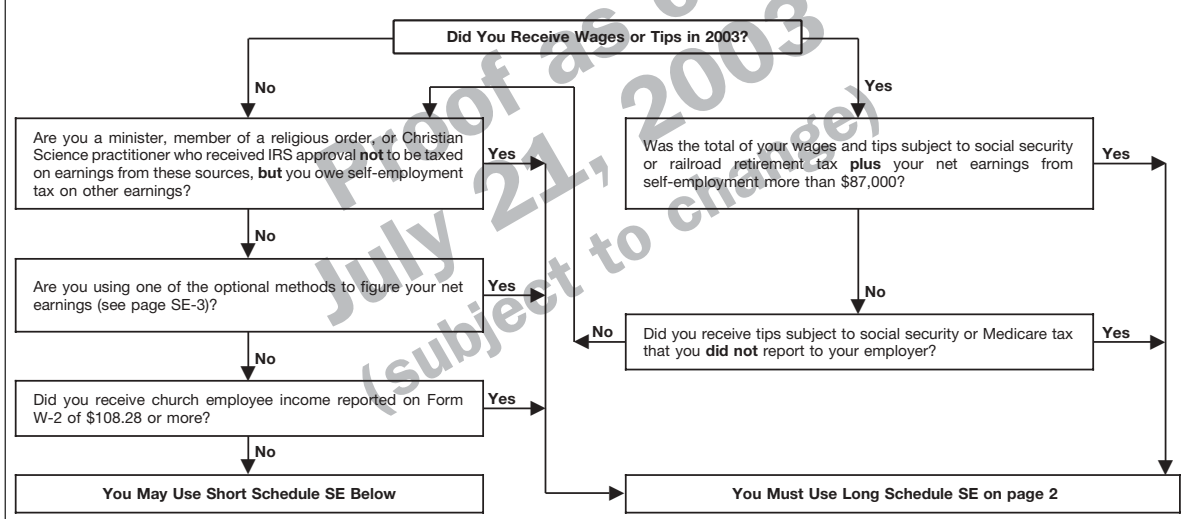 Did You Receive Wages or Tips in 2003?
No
Yes
Are you a minister, member of a religious order, or Christian
Science practitioner who received IRS approval not to be taxed
on earnings from these sources, but you owe self-employment
tax on other earnings?
Yes
Was the total of your wages and tips subject to social security
or railroad retirement tax plus your net earnings from
self-employment more than $87,000?
Yes
No
No
Are you using one of the optional methods to figure your net
earnings (see page SE-3)?
Yes
Did you receive tips subject to social security or Medicare tax
that you did not report to your employer?
No
Yes
No
Did you receive church employee income reported on Form
W-2 of $108.28 or more?
Yes
No
You May Use Short Schedule SE Below
You Must Use Long Schedule SE on page 2
Proof as of
July 21, 2003
(subject to change)